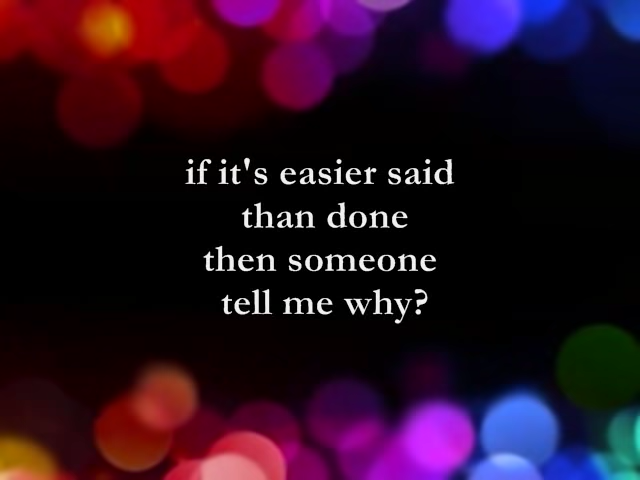 if it's easier said
than done
then someone
tell me why?